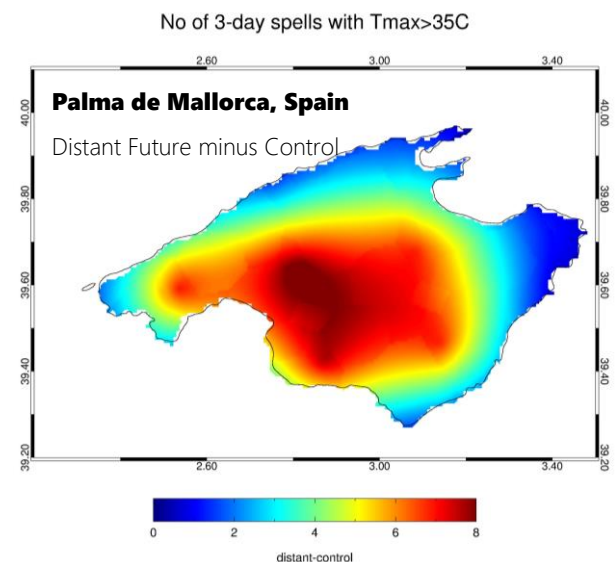 No of 3-day spells with Tmax>35C
2.60 3.00 3.40
40.00 40.00
Palma de Mallorca, Spain
Distant Future minus Control
39.80 39.80
39.60 39.60
39.40 39.40
39.20 39.20
2.60 3.00 3.40
0 2 4 6 8
distant-control